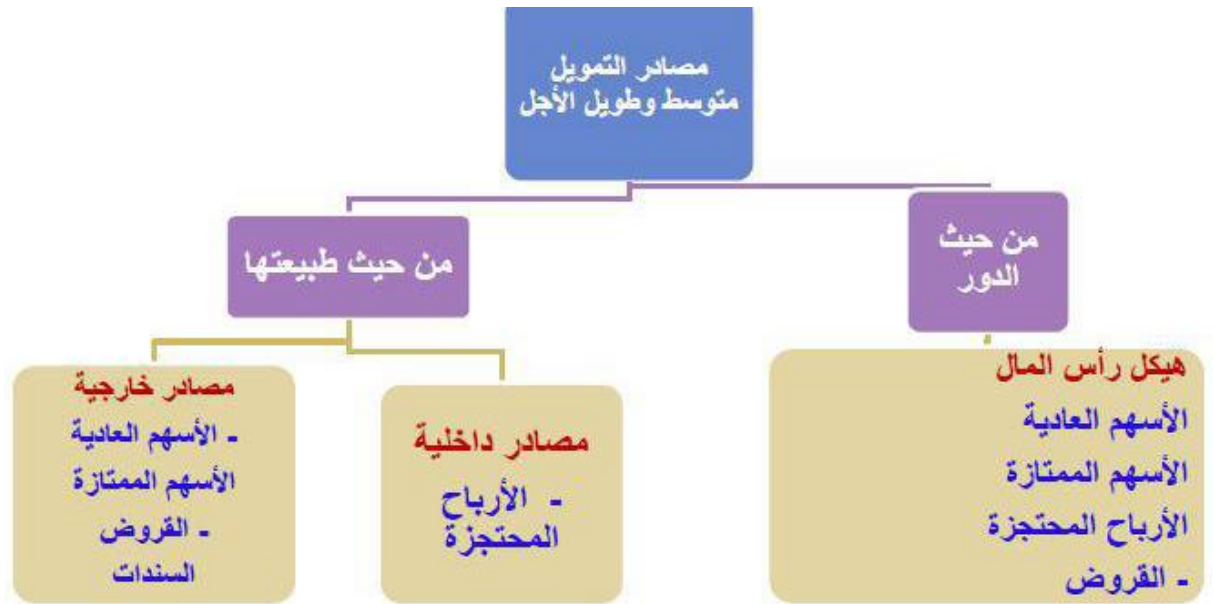 مصادر التمويل
متوسط وطويل الأجل
من حيث
الدور
هيكل رأس المال
الأسهم العادية
الأسهم الممتازة
الأرباح المحتجزة
- القروض
من حيث طبيعتها
مصادر داخلية
- الأرباح
المحتجزة
مصادر خارجية
- الأسهم العادية
الأسهم الممتازة
- القروض
السندات